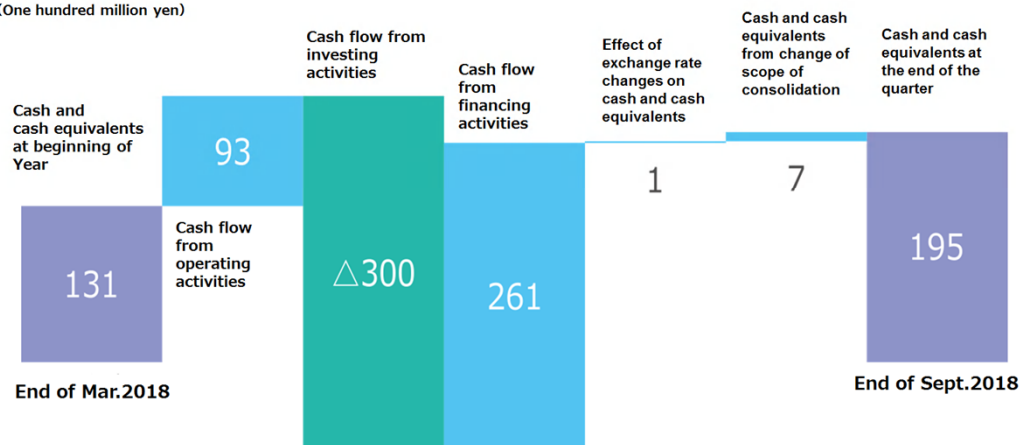 (One hundred million yen)
Cash and
cash equivalents
at beginning of
Year
131
End of Mar.2018
93
Cash flow
from
operating
activities
Cash flow from
investing
activities
△300
Cash flow
from
financing
activities
261
Effect of
exchange rate
changes on
cash and cash
equivalents
1
Cash and cash
equivalents
from change of
scope of
consolidation
7
Cash and cash
equivalents at
the end of the
quarter
195
End of Sept.2018